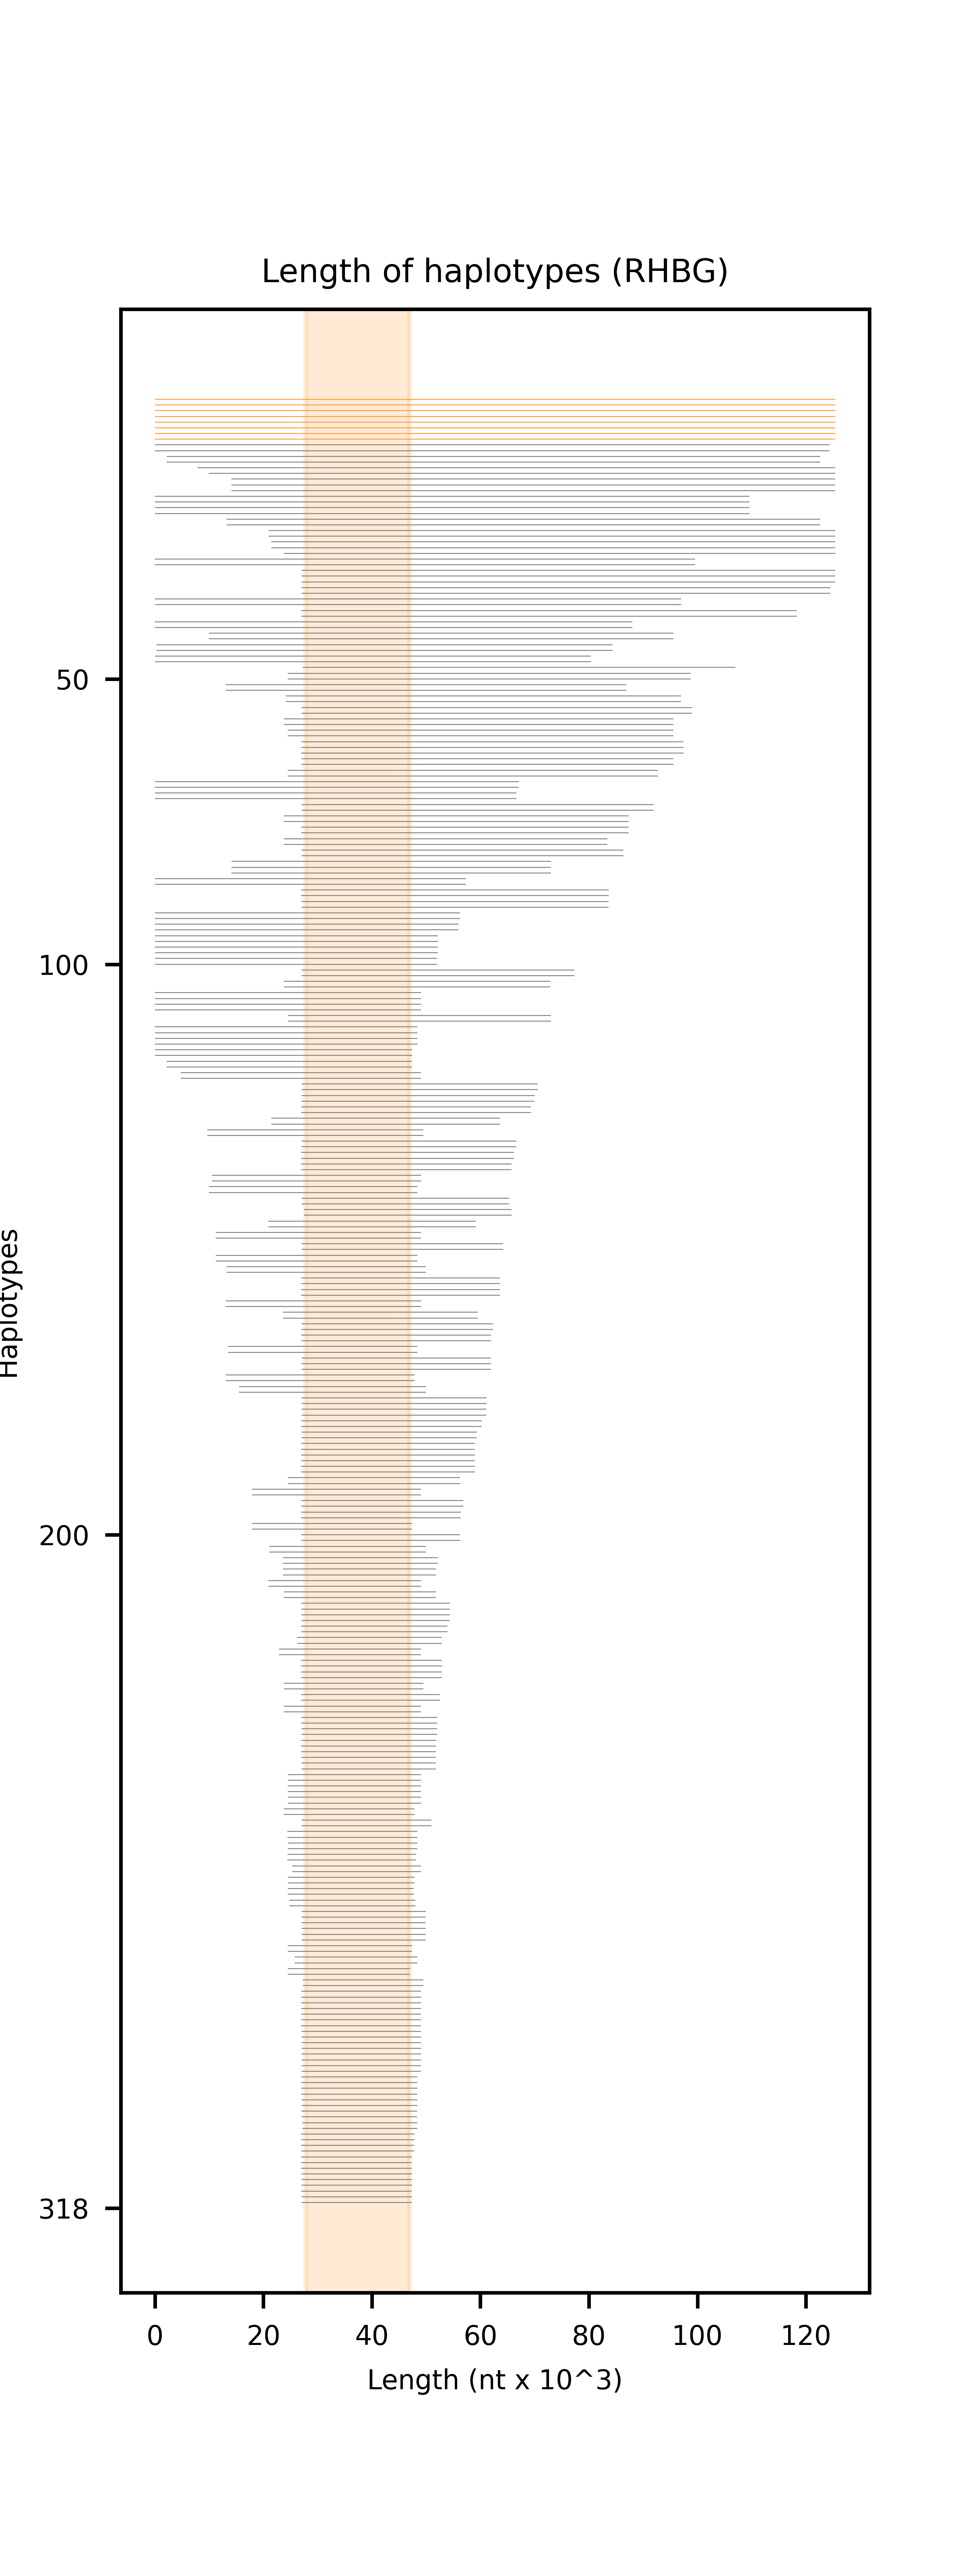 Length of haplotypes (RHBG)
Haplotypes
50
100
200
318
0 20 40 60 80 100 120
Length (nt x 10^3)